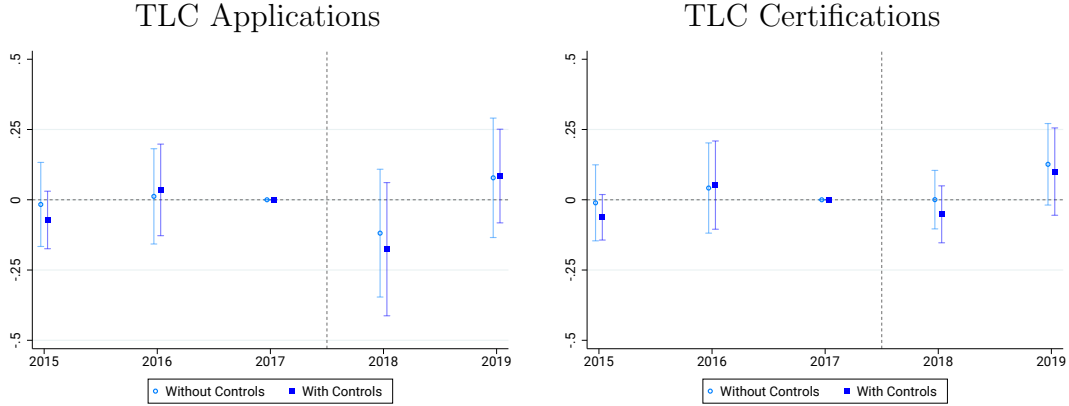 TLC Applications
.5
.25
0
-.25
-.5
2015 2016 2017 2018 2019
Without Controls With Controls
TLC Certifications
.5
.25
0
-.25
-.5
2015 2016 2017 2018 2019
Without Controls With Controls